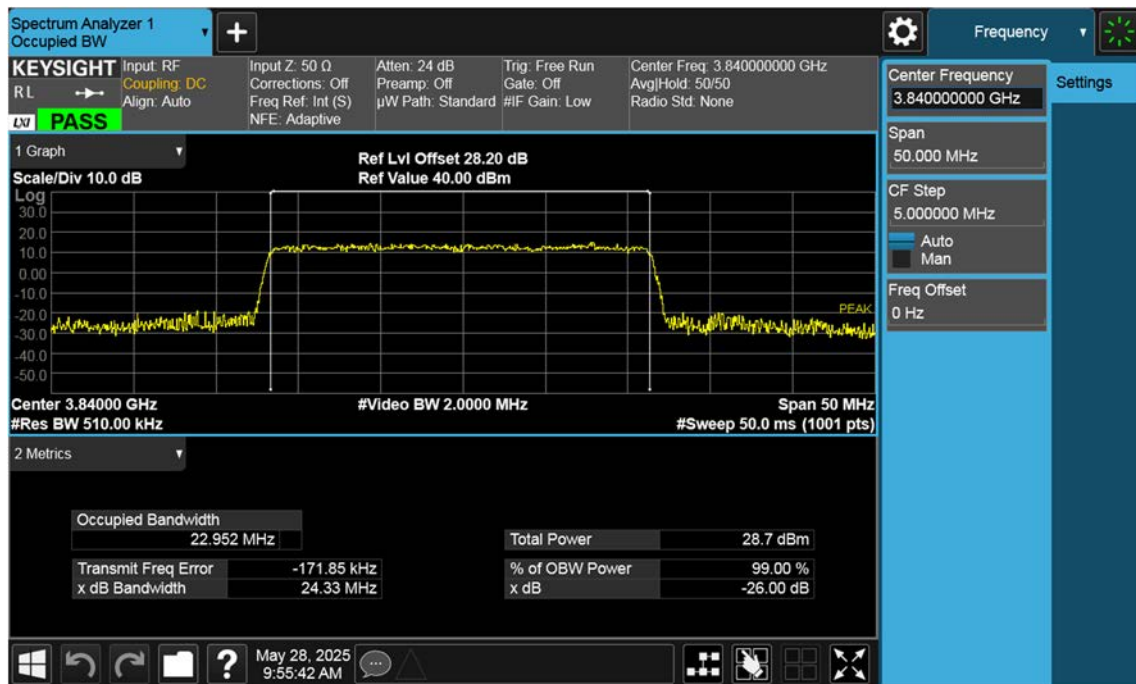 Spectrum Analyzer 1
Occupied BW
+
Frequency
KEYSIGHT
RL
LXI PASS
Input: RF
Coupling: DC
Align: Auto
Input Z: 50 Ω
Corrections: Off
Freq Ref: Int (S)
NFE: Adaptive
Atten: 24 dB
Preamp: Off
µW Path: Standard
Trig: Free Run
Gate: Off
#IF Gain: Low
Center Freq: 3.840000000 GHz
Avg|Hold: 50/50
Radio Std: None
Center Frequency
3.840000000 GHz
Settings
Span
50.000 MHz
CF Step
5.000000 MHz
Auto
Man
Freq Offset
0 Hz
1 Graph
Scale/Div 10.0 dB
Ref Lvl Offset 28.20 dB
Ref Value 40.00 dBm
Log
30.0
20.0
10.0
0.00
-10.0
-20.0
-30.0
-40.0
-50.0
PEAK
Center 3.84000 GHz
#Video BW 2.0000 MHz
Span 50 MHz
#Res BW 510.00 kHz
#Sweep 50.0 ms (1001 pts)
2 Metrics
Occupied Bandwidth
22.952 MHz
Total Power 28.7 dBm
Transmit Freq Error -171.85 kHz
% of OBW Power 99.00 %
x dB Bandwidth 24.33 MHz
x dB -26.00 dB
?
May 28, 2025
9:55:42 AM